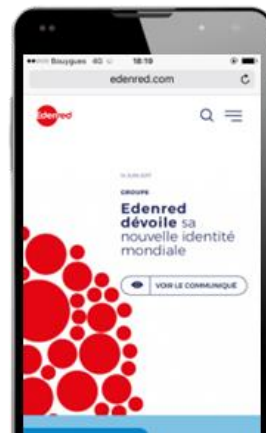 Bouygues 4G 18:19
edenred.com
Edenred
GROUPE
Edenred
dévoile sa
nouvelle identité
mondiale
VOIR LE COMMUNIQUÉ